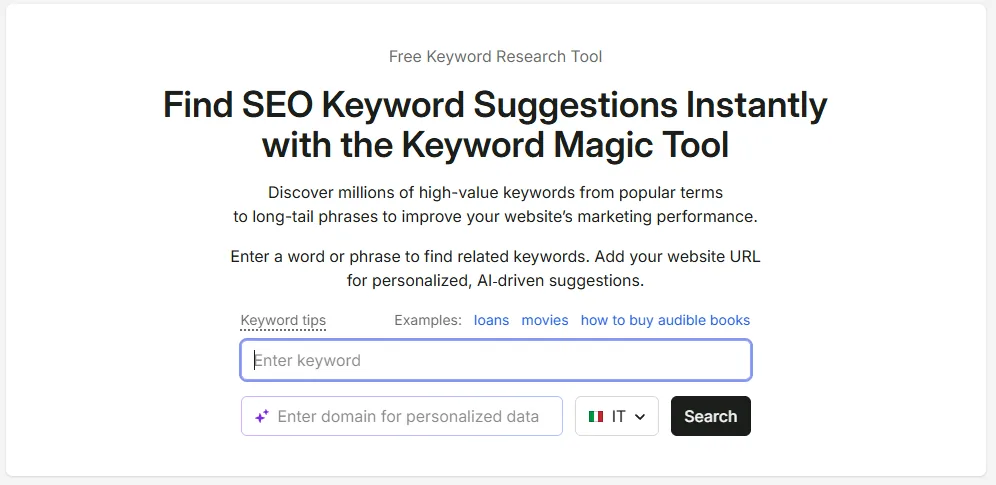 Free Keyword Research Tool
Find SEO Keyword Suggestions Instantly
with the Keyword Magic Tool
Discover millions of high-value keywords from popular terms
to long-tail phrases to improve your website’s marketing performance.
Enter a word or phrase to find related keywords. Add your website URL
for personalized, AI-driven suggestions.
Keyword tips Examples: loans movies how to buy audible books
Enter keyword
Enter domain for personalized data IT Search